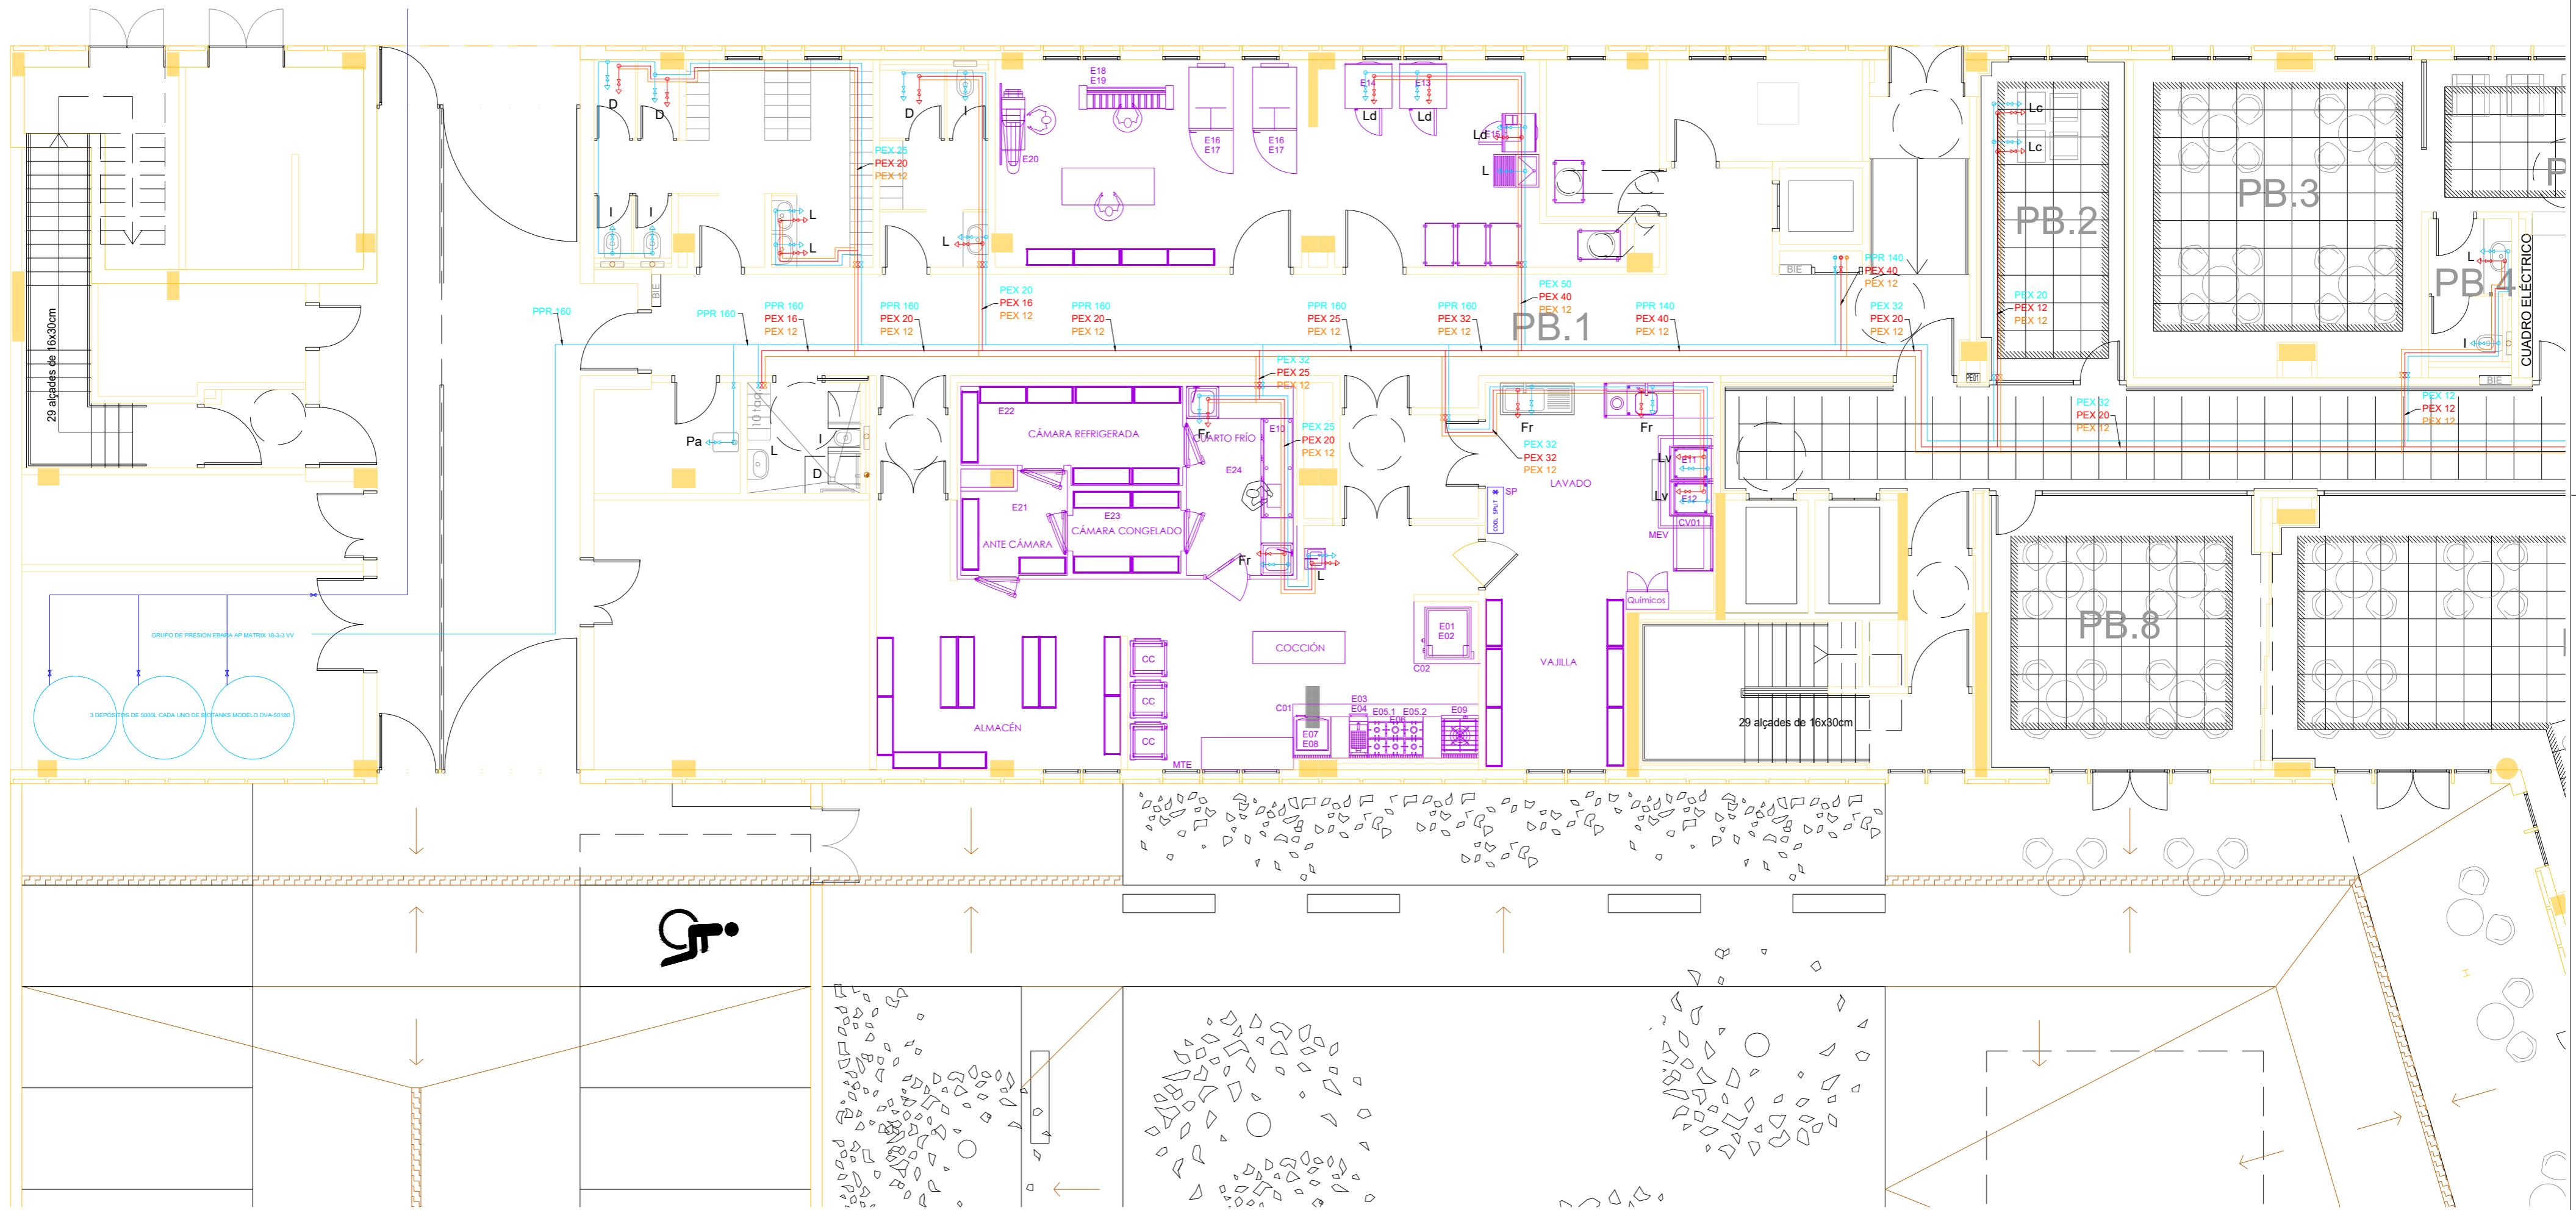 E18
E19
E14
E13
E16
E17
E16
E17
E20
E15
D
D
D
I
Ld
Ld
Ld
L
Lc
Lc
PEX 25
PEX 20
PEX 12
I
I
L
L
L
PB.2
PB.3
PB.4
L
I
CUADRO ELÉCTRICO
BIE
BIE
BIE
29 alçades de 16x30cm
PPR 160
PPR 160
PPR 160
PEX 16
PEX 12
PPR 160
PEX 20
PEX 12
PEX 20
PEX 16
PEX 12
PPR 160
PEX 20
PEX 12
PPR 160
PEX 25
PEX 12
PPR 160
PEX 32
PEX 12
PEX 50
PEX 40
PEX 12
PB.1
PPR 140
PEX 40
PEX 12
PPR 140
PEX 40
PEX 12
PEX 32
PEX 20
PEX 12
PEX 20
PEX 12
PEX 12
PE01
PEX 32
PEX 25
PEX 12
PEX 32
PEX 20
PEX 12
PEX 12
PEX 12
PEX 12
Pa
L
I
D
E22
CÁMARA REFRIGERADA
Fr
CUARTO FRÍO
E10
E24
PEX 25
PEX 20
PEX 12
E21
E23
ANTE CÁMARA
CÁMARA CONGELADO
Fr
L
Fr
Fr
PEX 32
PEX 32
PEX 12
LAVADO
Lv
E11
Lv
E12
CV01
MEV
SP
COOL SPLIT
Químicos
GRUPO DE PRESION EBARA AP MATRIX 18-3-3 VV
3 DEPÓSITOS DE 5000L CADA UNO DE BIOTANKS MODELO DVA-50180
COCCIÓN
E01
E02
C02
VAJILLA
PB.8
CC
CC
CC
ALMACÉN
MTE
C01
E03
E04
E05.1
E05.2
E06
E09
E07
E08
29 alçades de 16x30cm